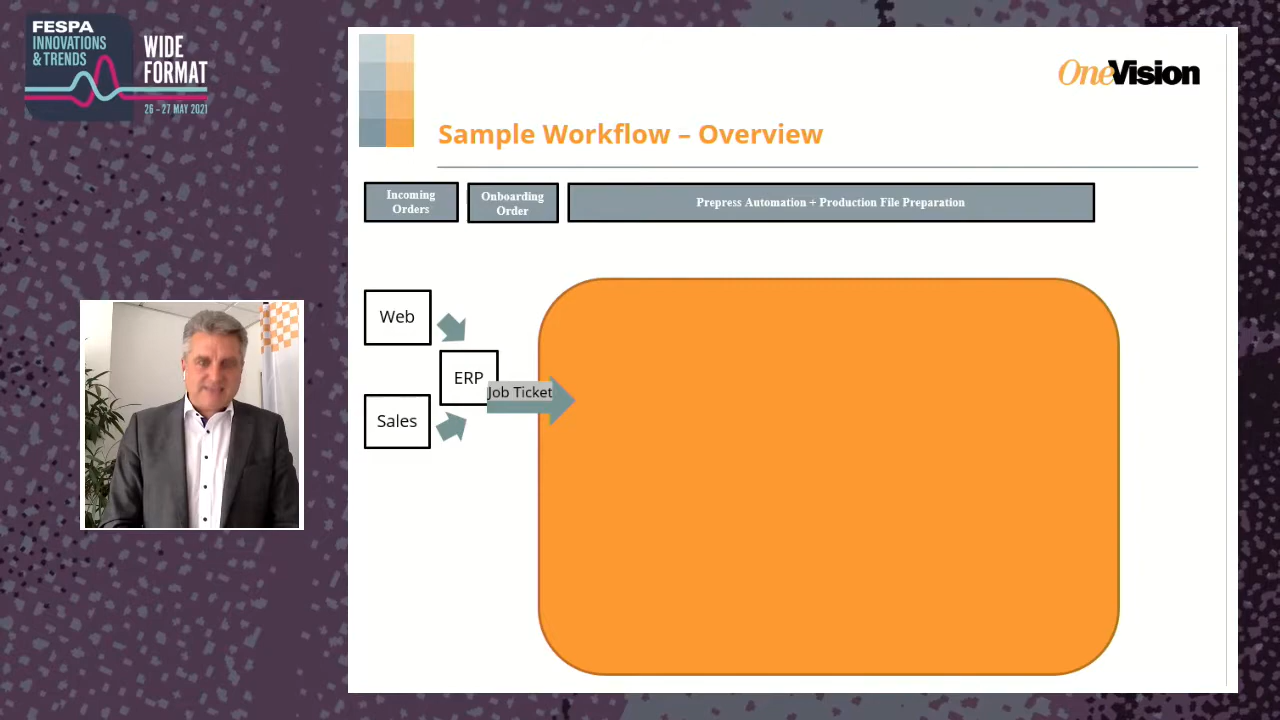 FESPA
INNOVATIONS
& TRENDS
WIDE
FORMAT
26 – 27 MAY 2021
OneVision
Sample Workflow – Overview
Incoming
Orders
Onboarding
Order
Prepress Automation + Production File Preparation
Web
ERP
Job Ticket
Sales